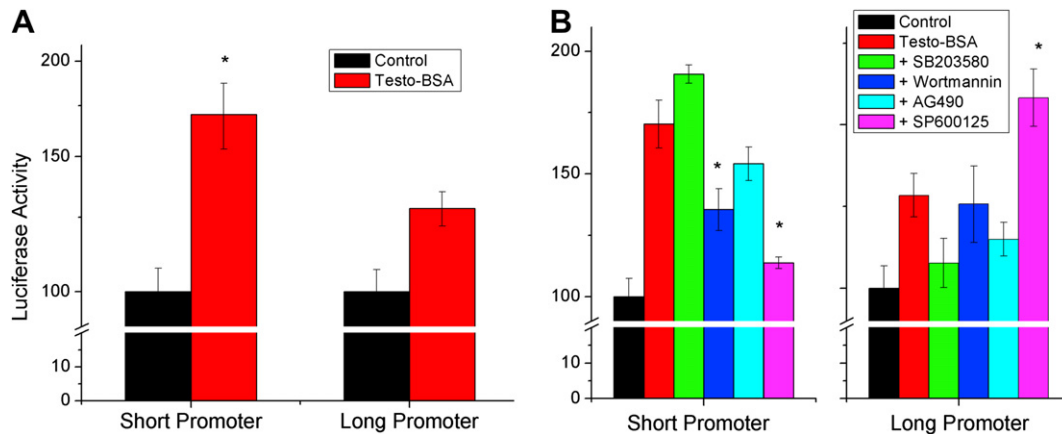 A
Luciferase Activity
200
150
100
10
0
*
Control
Testo-BSA
Short Promoter
Long Promoter
B
200
150
100
10
0
*
*
Short Promoter
Control
Testo-BSA
+ SB203580
+ Wortmannin
+ AG490
+ SP600125
*
Long Promoter